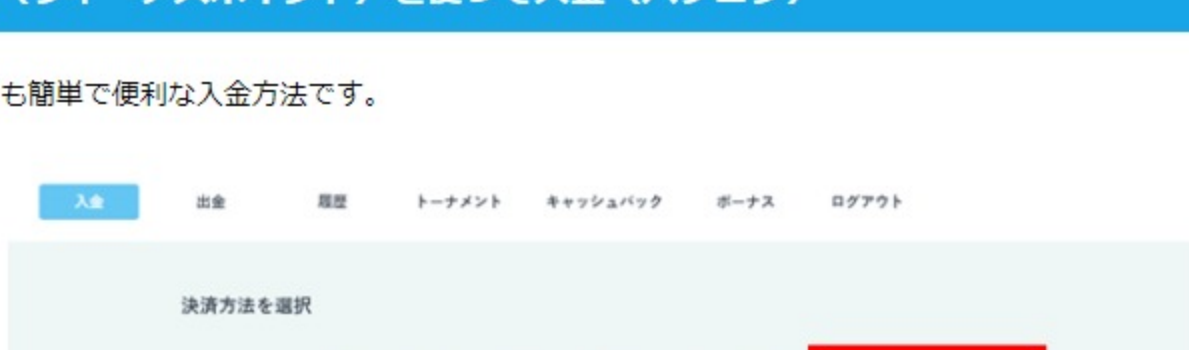 も簡単で便利な入金方法です。
入金 出金 履歴 トーナメント キャッシュバック ボーナス ログアウト
決済方法を選択